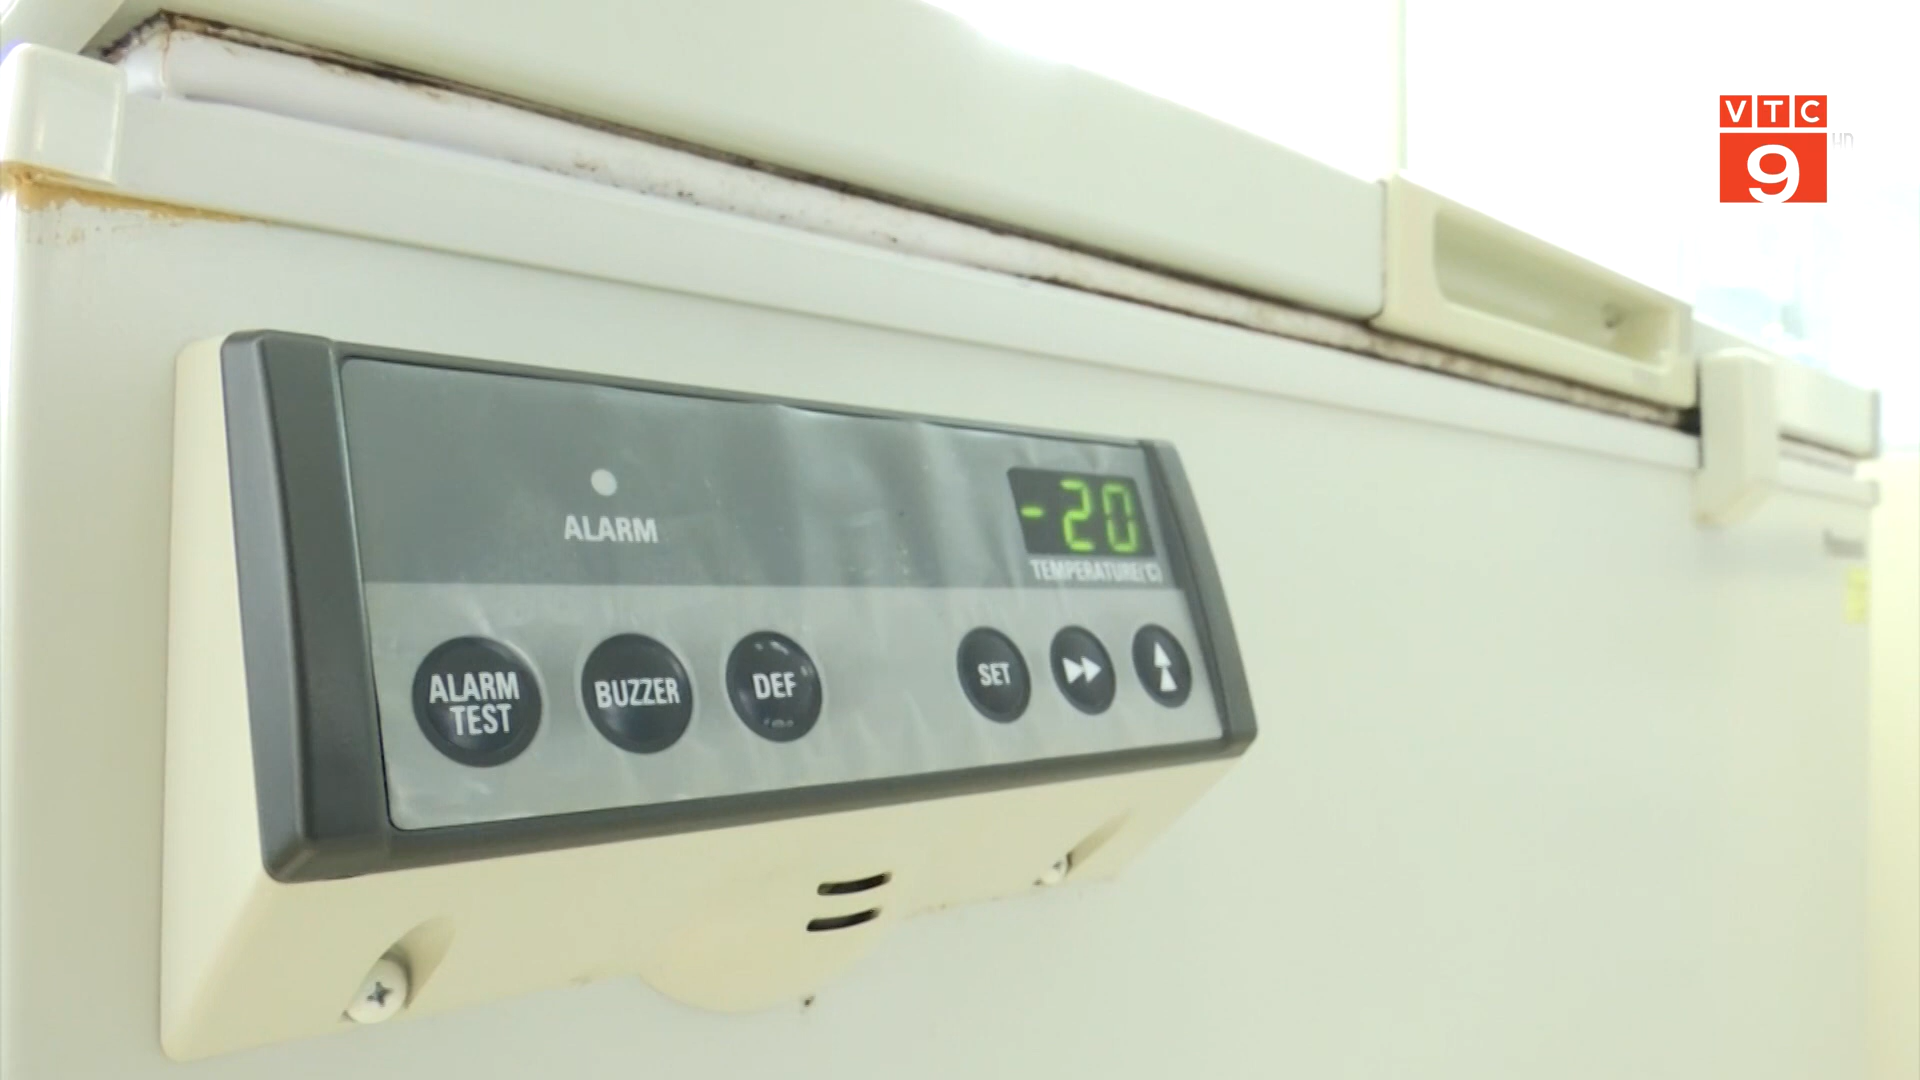 VTC
9
HD
-20
ALARM
TEMPERATURE(℃)
ALARM TEST
BUZZER
DEF
SET